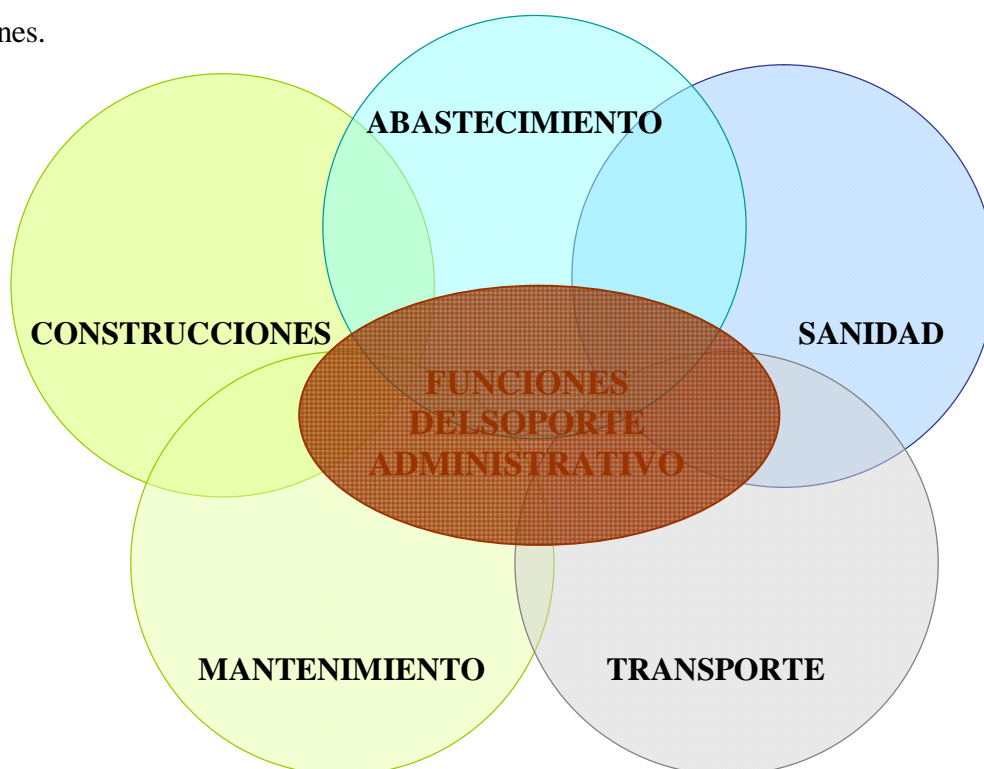 nes.
ABASTECIMIENTO
CONSTRUCCIONES
SANIDAD
FUNCIONES
DELSOPORTE
ADMINISTRATIVO
MANTENIMIENTO
TRANSPORTE